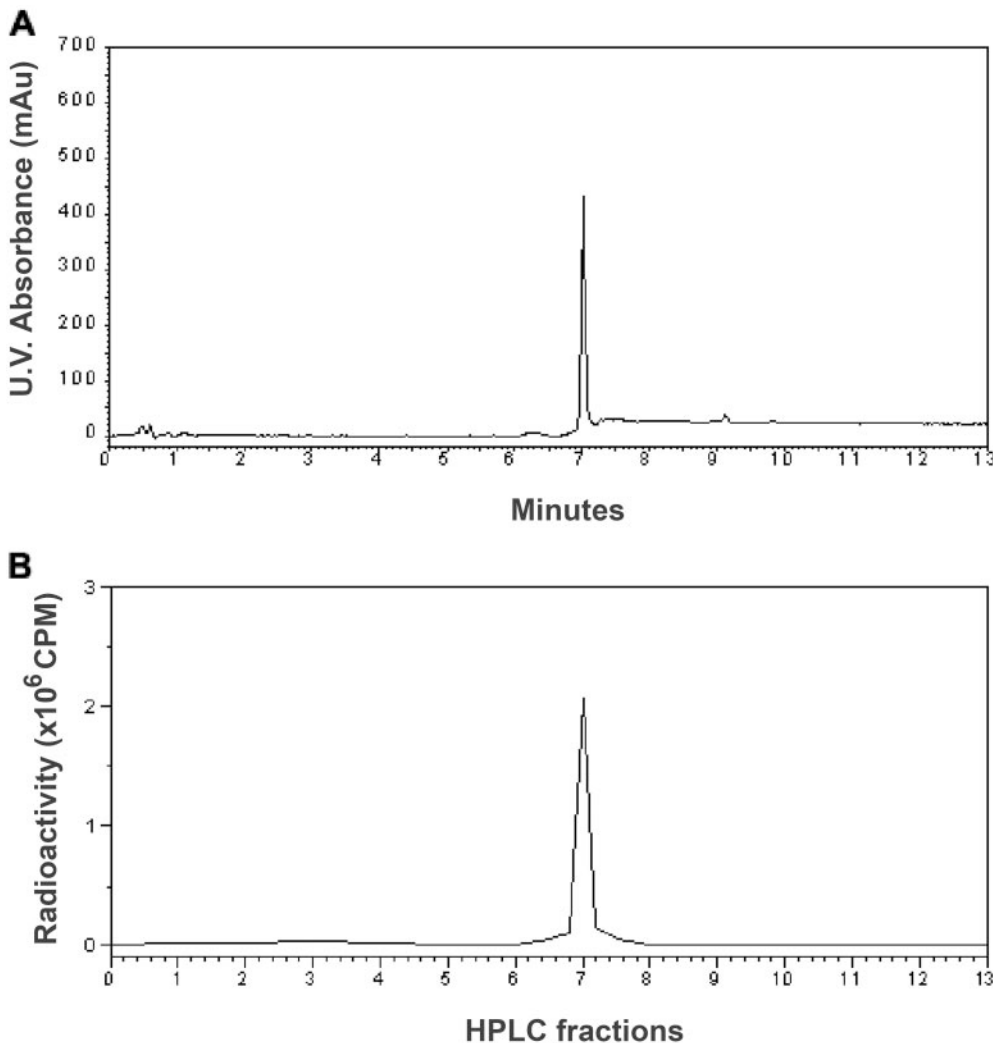 A
U.V. Absorbance (mAu)
700
600
500
400
300
200
100
0
0 1 2 3 4 5 6 7 8 9 10 11 12 13
Minutes
B
Radioactivity (x10⁶ CPM)
3
2
1
0
0 1 2 3 4 5 6 7 8 9 10 11 12 13
HPLC fractions